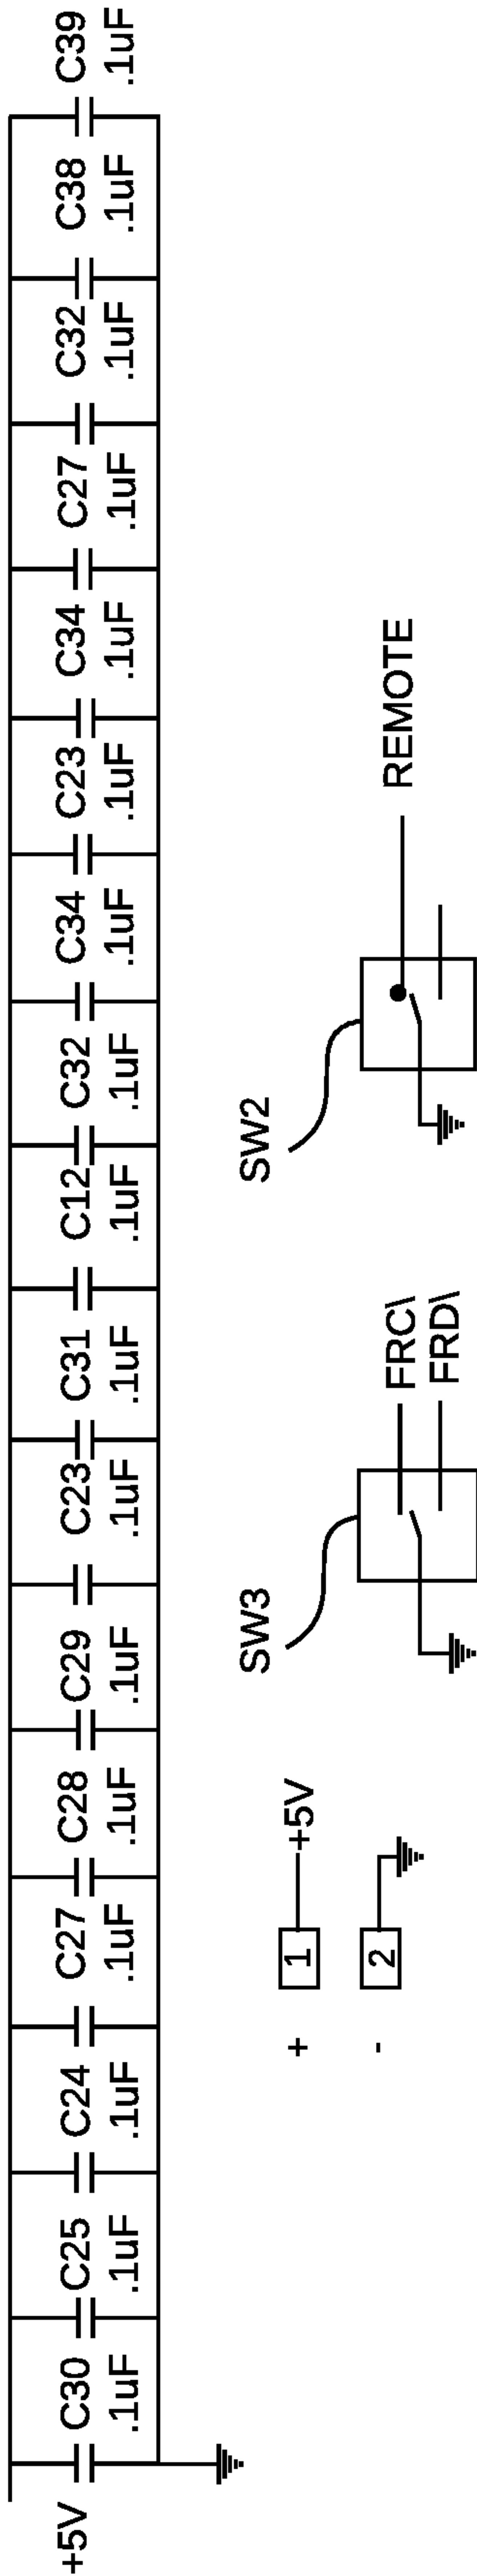 +5V
C30
.1uF
C25
.1uF
C24
.1uF
C27
.1uF
C28
.1uF
C29
.1uF
C23
.1uF
C31
.1uF
C12
.1uF
C32
.1uF
C34
.1uF
C23
.1uF
C34
.1uF
C27
.1uF
C32
.1uF
C38
.1uF
C39
.1uF
+ 1 +5V
- 2
SW3
FRC\
FRD\
SW2
REMOTE